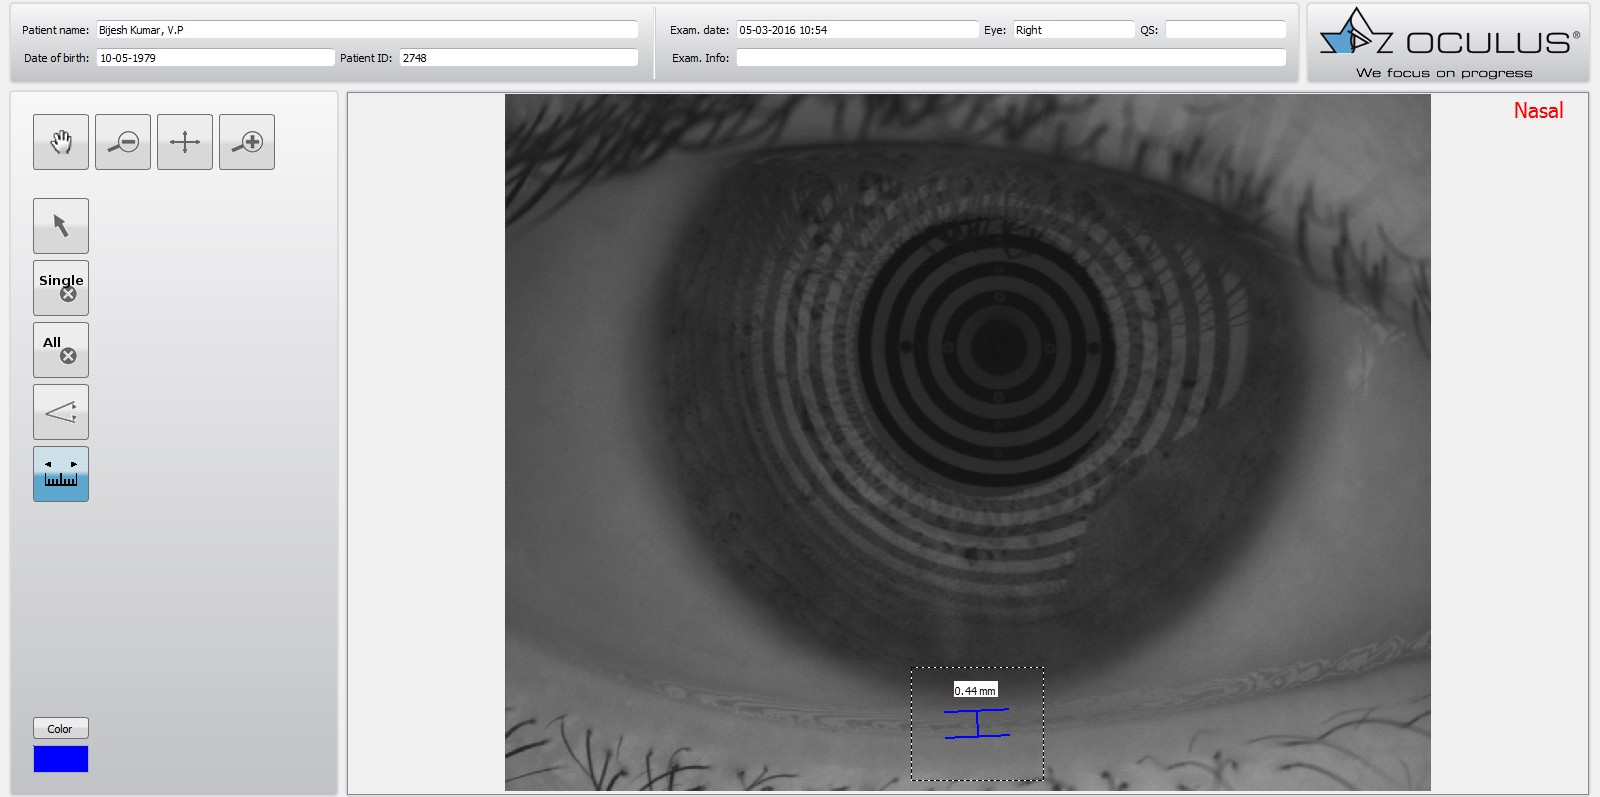 Patient name: Bijesh Kumar, V.P
Exam. date: 05-03-2016 10:54
Eye: Right
QS:
Date of birth: 10-05-1979
Patient ID: 2748
Exam. Info:
OCULUS®
We focus on progress
Nasal
Single
All
0.44 mm
Color